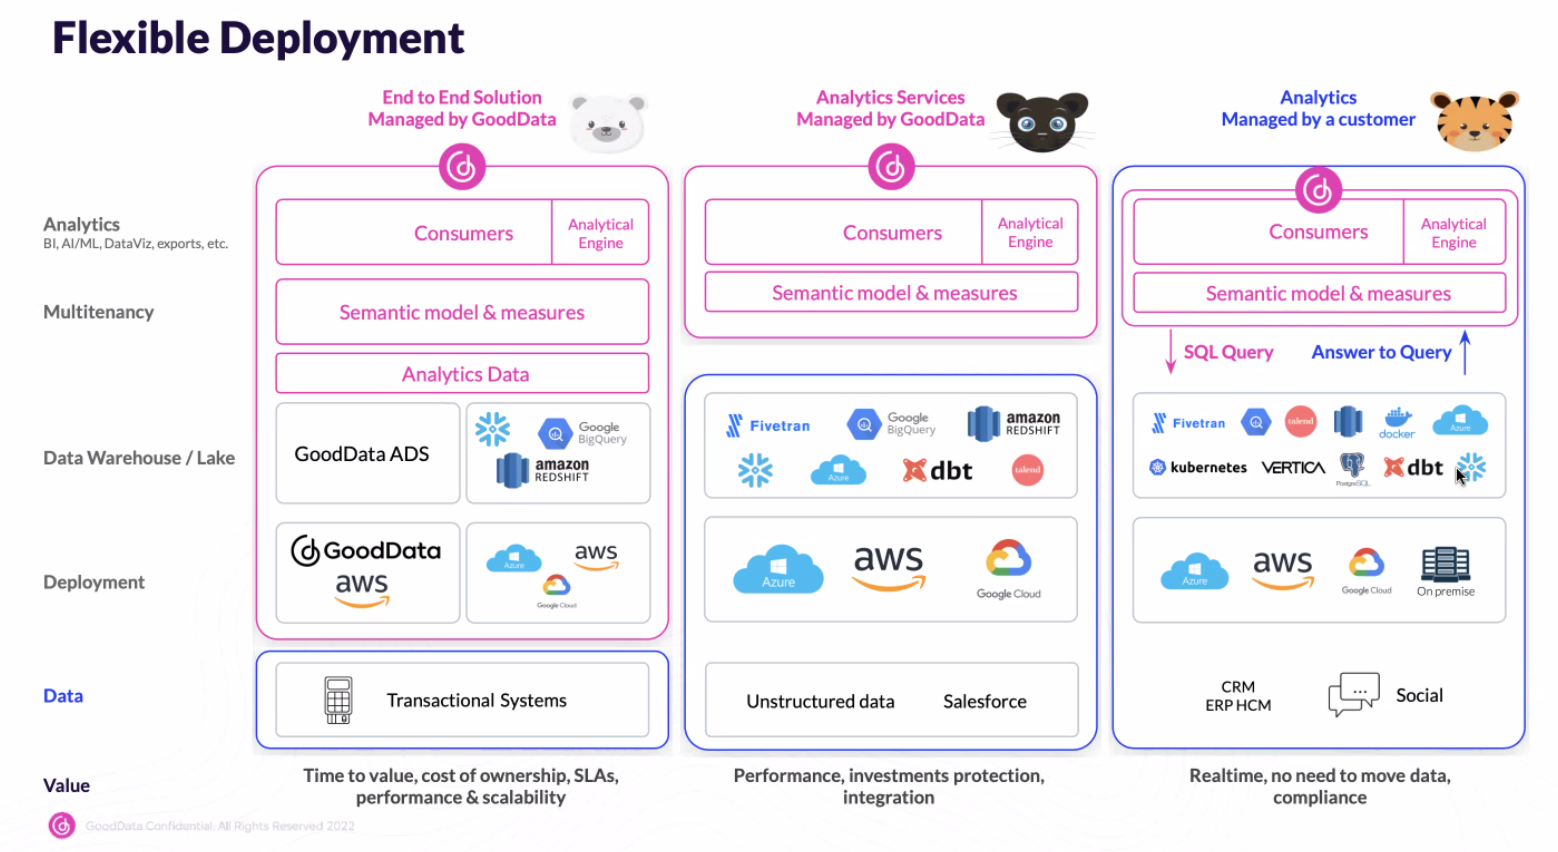 Flexible Deployment
End to End Solution
Managed by GoodData
Analytics Services
Managed by GoodData
Analytics
Managed by a customer
Analytics
BI, AI/ML, DataViz, exports, etc.
Consumers
Analytical
Engine
Consumers
Analytical
Engine
Consumers
Analytical
Engine
Multitenancy
Semantic model & measures
Semantic model & measures
Semantic model & measures
SQL Query
Answer to Query
Analytics Data
Data Warehouse / Lake
GoodData ADS
Google
BigQuery
amazon
REDSHIFT
Fivetran
Google
BigQuery
amazon
REDSHIFT
Azure
dbt
talend
Fivetran
talend
docker
Azure
kubernetes
VERTICA
PostgreSQL
dbt
Deployment
GoodData
aws
Azure
aws
Google Cloud
Azure
aws
Google Cloud
Azure
aws
Google Cloud
On premise
Data
Transactional Systems
Unstructured data
Salesforce
CRM
ERP HCM
Social
Value
Time to value, cost of ownership, SLAs,
performance & scalability
Performance, investments protection,
integration
Realtime, no need to move data,
compliance
GoodData Confidential. All Rights Reserved 2022